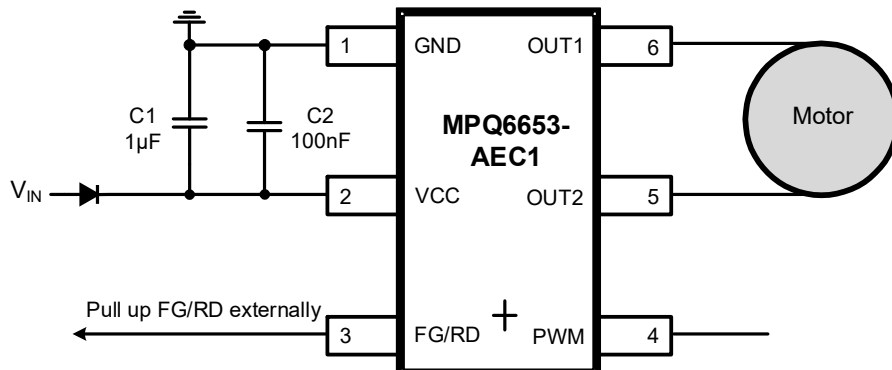 1
GND
OUT1
6
C1
1µF
C2
100nF
MPQ6653-
AEC1
Motor
VIN
2
VCC
OUT2
5
Pull up FG/RD externally
3
FG/RD
PWM
4